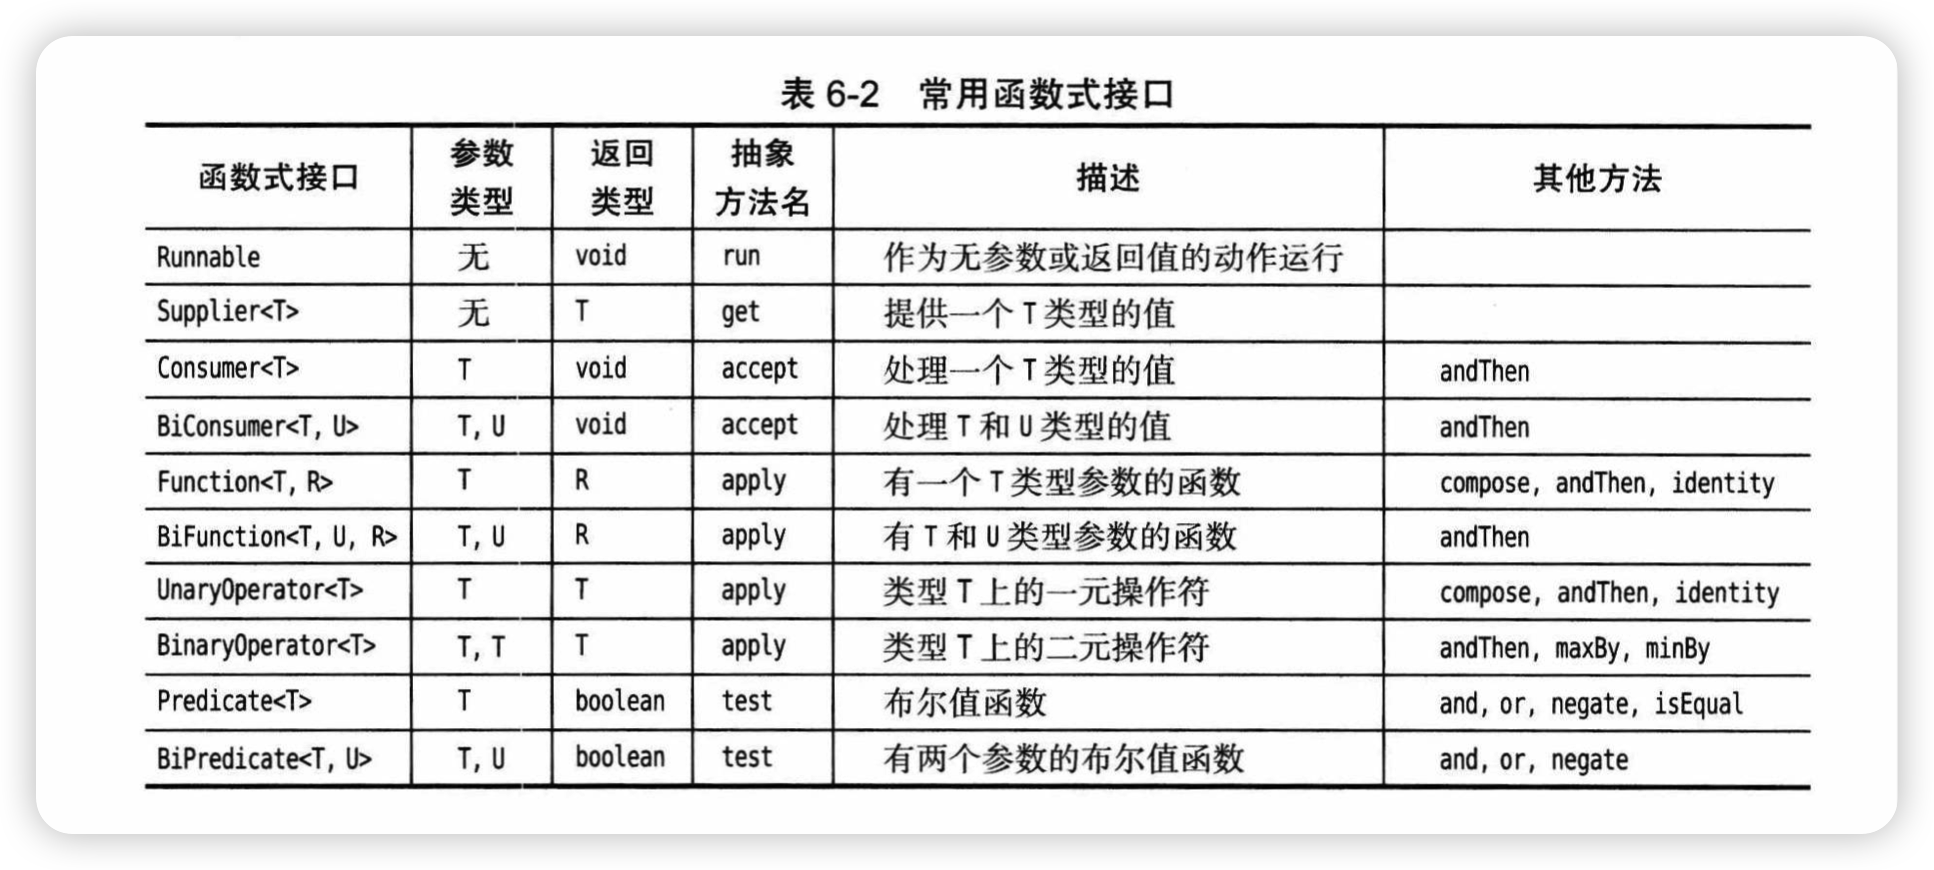 表 6-2 常用函数式接口
函数式接口 参数类型 返回类型 抽象方法名 描述 其他方法
Runnable 无 void run 作为无参数或返回值的动作运行
Supplier<T> 无 T get 提供一个 T 类型的值
Consumer<T> T void accept 处理一个 T 类型的值 andThen
BiConsumer<T, U> T, U void accept 处理 T 和 U 类型的值 andThen
Function<T, R> T R apply 有一个 T 类型参数的函数 compose, andThen, identity
BiFunction<T, U, R> T, U R apply 有 T 和 U 类型参数的函数 andThen
UnaryOperator<T> T T apply 类型 T 上的一元操作符 compose, andThen, identity
BinaryOperator<T> T, T T apply 类型 T 上的二元操作符 andThen, maxBy, minBy
Predicate<T> T boolean test 布尔值函数 and, or, negate, isEqual
BiPredicate<T, U> T, U boolean test 有两个参数的布尔值函数 and, or, negate